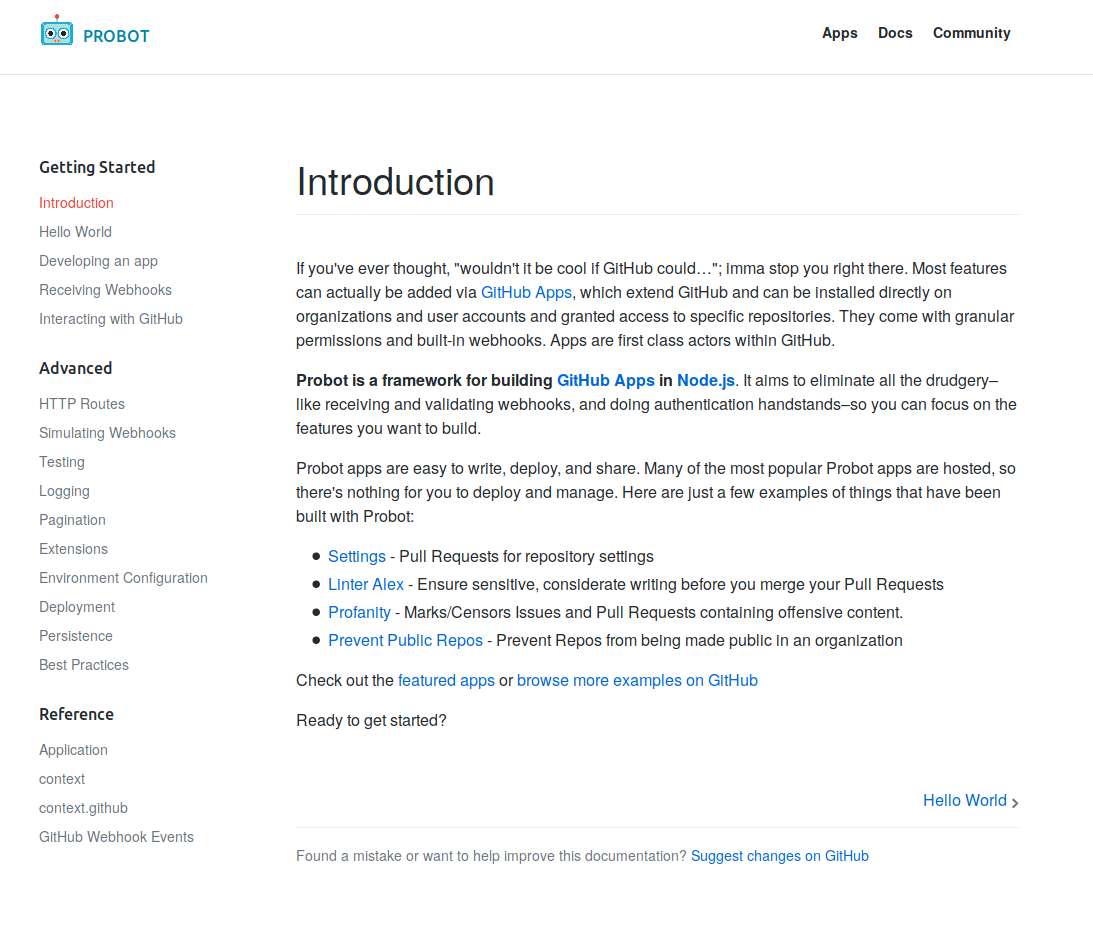 PROBOT
Apps Docs Community
Getting Started
Introduction
Hello World
Developing an app
Receiving Webhooks
Interacting with GitHub
Advanced
HTTP Routes
Simulating Webhooks
Testing
Logging
Pagination
Extensions
Environment Configuration
Deployment
Persistence
Best Practices
Reference
Application
context
context.github
GitHub Webhook Events
Introduction
If you've ever thought, "wouldn't it be cool if GitHub could…"; imma stop you right there. Most features
can actually be added via GitHub Apps, which extend GitHub and can be installed directly on
organizations and user accounts and granted access to specific repositories. They come with granular
permissions and built-in webhooks. Apps are first class actors within GitHub.
Probot is a framework for building GitHub Apps in Node.js. It aims to eliminate all the drudgery–
like receiving and validating webhooks, and doing authentication handstands–so you can focus on the
features you want to build.
Probot apps are easy to write, deploy, and share. Many of the most popular Probot apps are hosted, so
there's nothing for you to deploy and manage. Here are just a few examples of things that have been
built with Probot:
● Settings - Pull Requests for repository settings
● Linter Alex - Ensure sensitive, considerate writing before you merge your Pull Requests
● Profanity - Marks/Censors Issues and Pull Requests containing offensive content.
● Prevent Public Repos - Prevent Repos from being made public in an organization
Check out the featured apps or browse more examples on GitHub
Ready to get started?
Hello World ›
Found a mistake or want to help improve this documentation? Suggest changes on GitHub